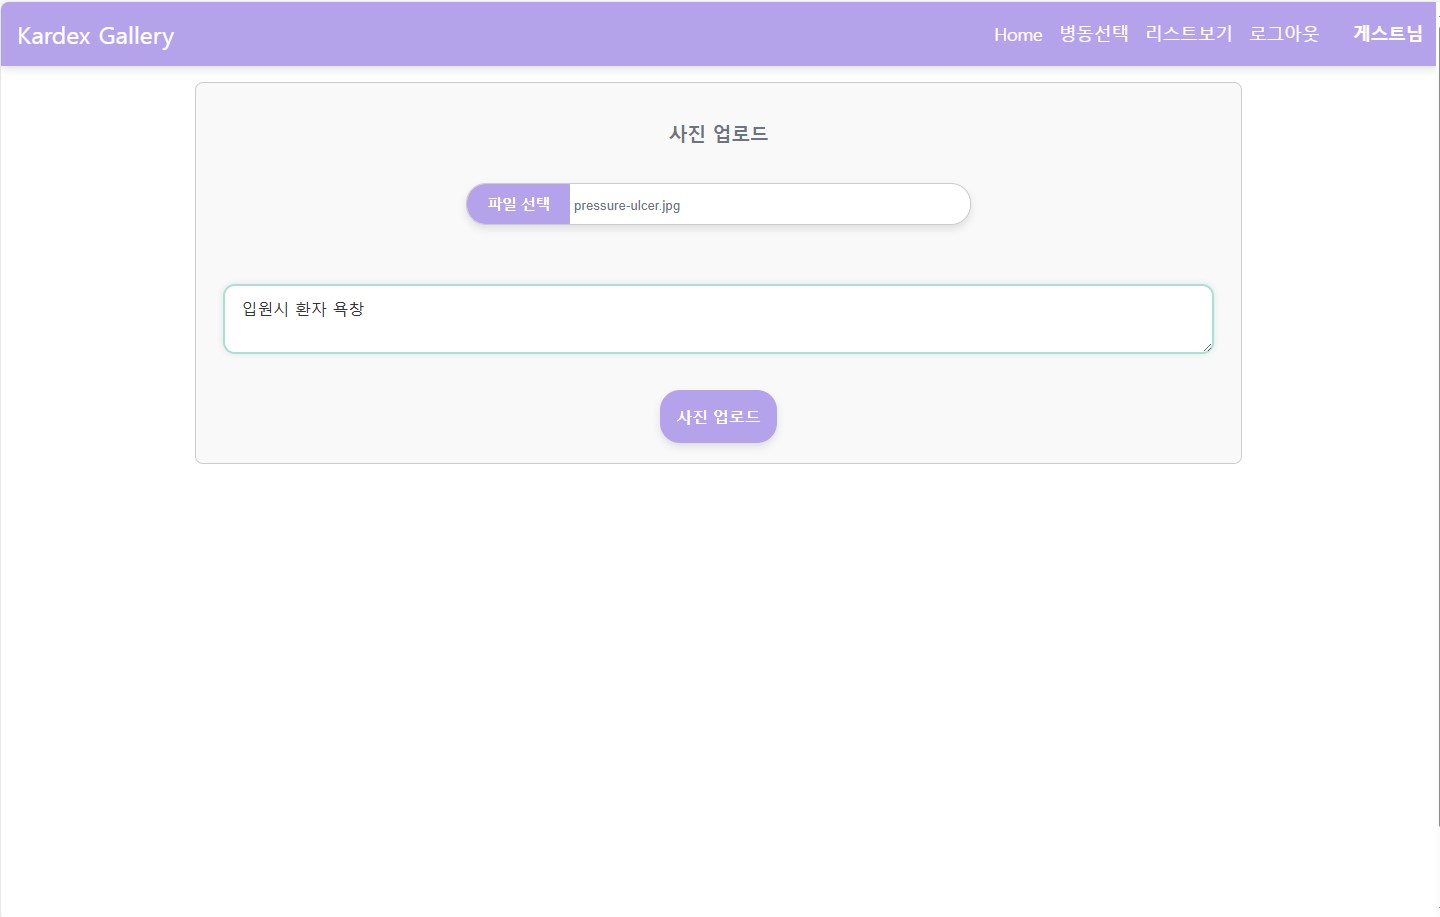 Kardex Gallery
Home 병동선택 리스트보기 로그아웃 게스트님
사진 업로드
파일 선택 pressure-ulcer.jpg
입원시 환자 욕창
사진 업로드